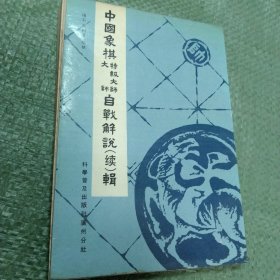 中國象棋特級大師
大師
自戰解說(续)輯
科學普及出版社廣州分社